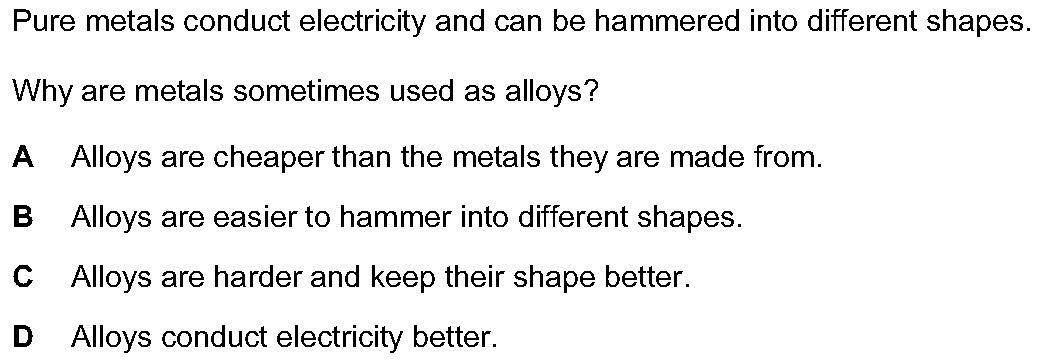 Pure metals conduct electricity and can be hammered into different shapes.
Why are metals sometimes used as alloys?
A Alloys are cheaper than the metals they are made from.
B Alloys are easier to hammer into different shapes.
C Alloys are harder and keep their shape better.
D Alloys conduct electricity better.